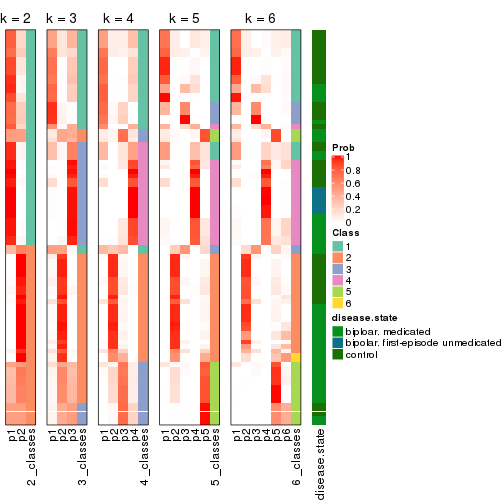 k = 2
k = 3
k = 4
k = 5
k = 6
p1
p2
2_classes
p1
p2
p3
3_classes
p1
p2
p3
p4
4_classes
p1
p2
p3
p4
p5
5_classes
p1
p2
p3
p4
p5
p6
6_classes
disease.state
Prob
1
0.8
0.6
0.4
0.2
0
Class
1
2
3
4
5
6
disease.state
biploar, medicated
bipolar, first-episode unmedicated
control